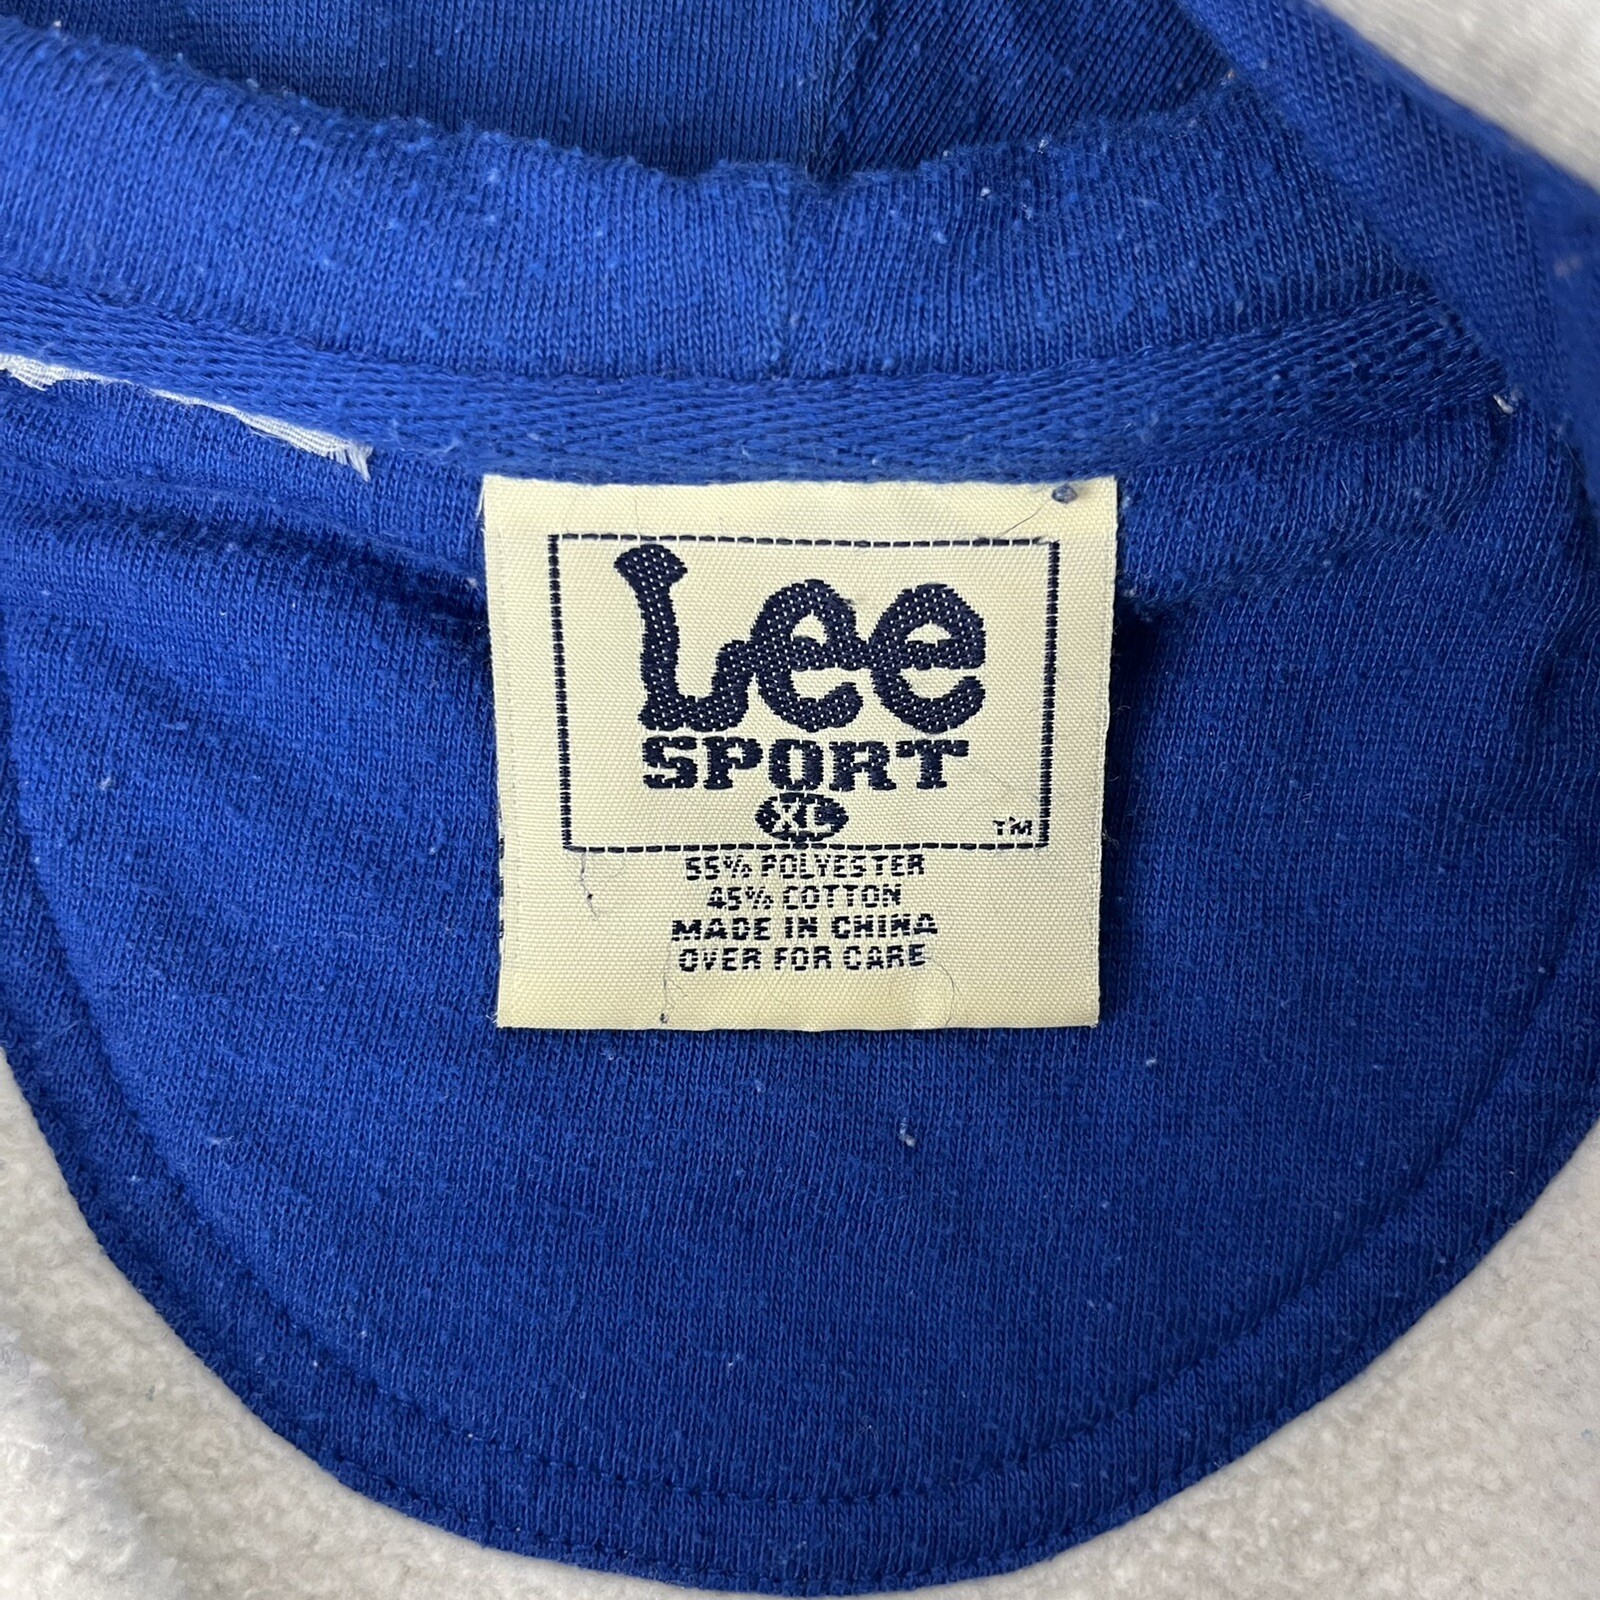 Lee
SPORT
XL
TM
55% POLYESTER
45% COTTON
MADE IN CHINA
OVER FOR CARE